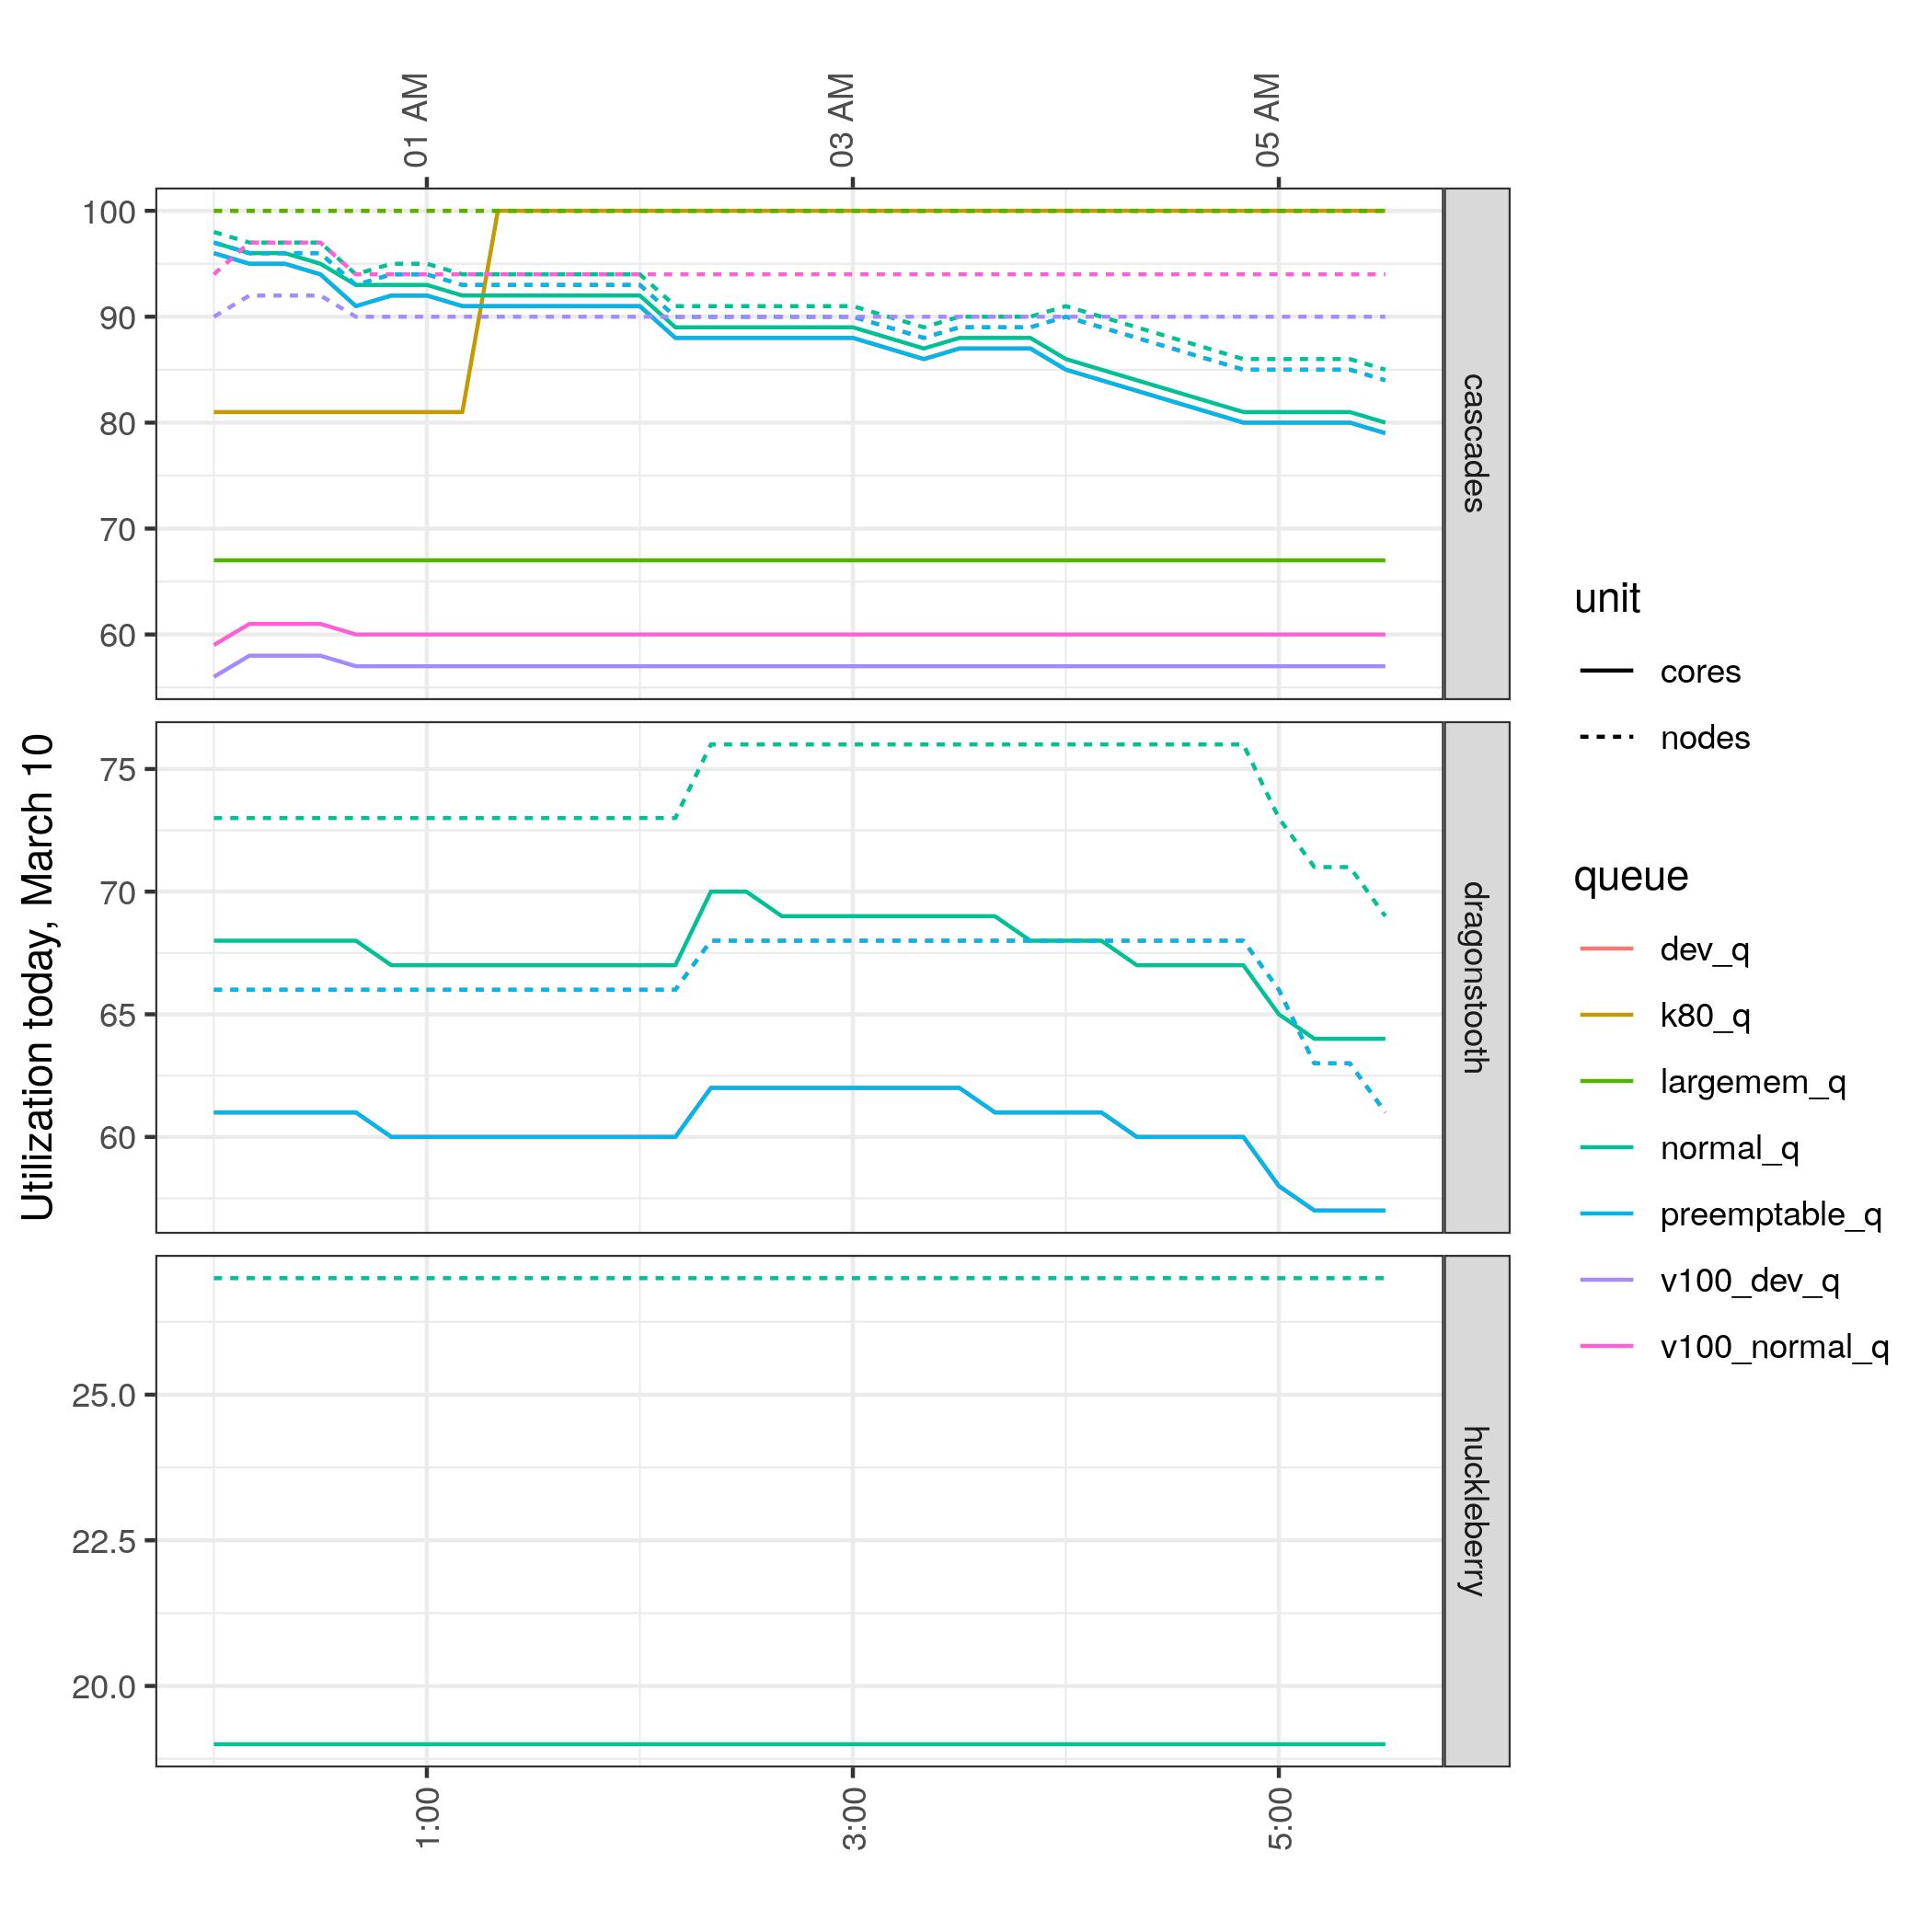 01 AM
03 AM
05 AM
Utilization today, March 10
100
90
80
70
60
cascades
75
70
65
60
dragonstooth
25.0
22.5
20.0
huckleberry
1:00
3:00
5:00
unit
cores
nodes
queue
dev_q
k80_q
largemem_q
normal_q
preemptable_q
v100_dev_q
v100_normal_q